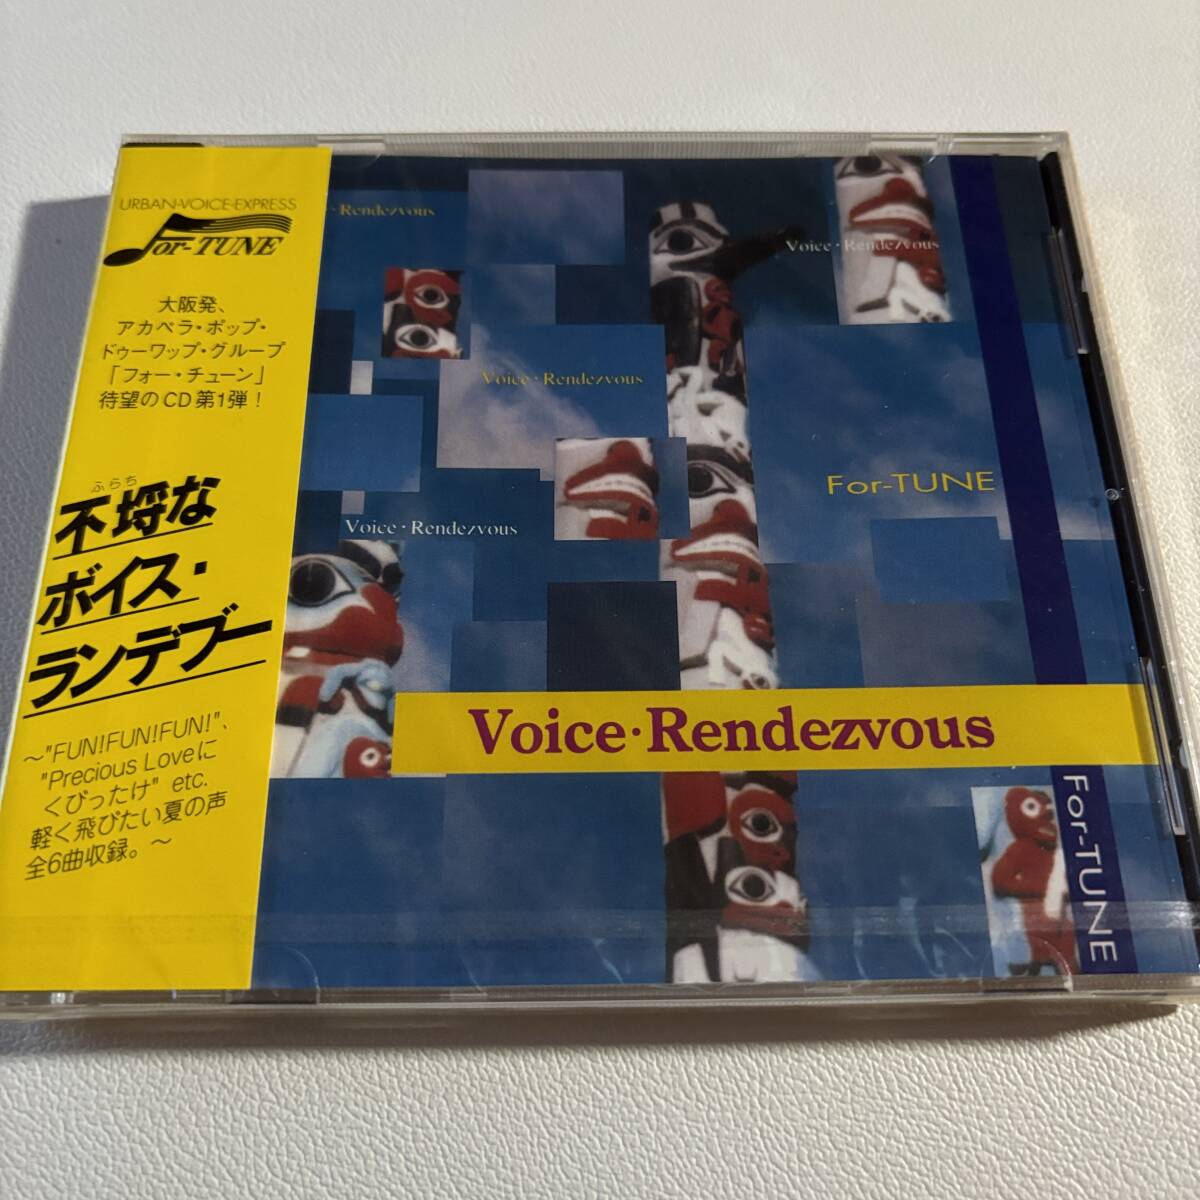 URBAN-VOICE-EXPRESS
For-TUNE
大阪発、
アカペラ・ポップ・
ドゥーワップ・グループ
「フォー・チューン」
待望のCD第1弾！
ふらち
不埒な
ボイス・
ランデブー
～"FUN!FUN!FUN!"、
"Precious Loveに
くびったけ" etc.
軽く飛びたい夏の声
全6曲収録。～
・Rendezvous
Voice・Rendezvous
Voice・Rendezvous
Voice・Rendezvous
For-TUNE
Voice・Rendezvous
For-TUNE